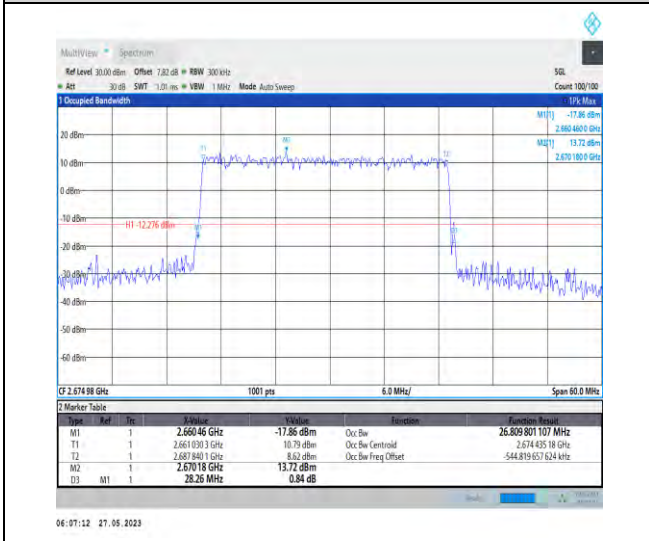 MultiView Spectrum
Ref Level 30.00 dBm Offset 7.82 dB RBW 300 kHz SGL
Att 30 dB SWT 1.01 ms VBW 1 MHz Mode Auto Sweep Count 100/100
1 Occupied Bandwidth 1Pk Max
M1[1] -17.86 dBm
2.660 460 0 GHz
20 dBm M2[1] 13.72 dBm
2.670 180 0 GHz
M2
T1
T2
10 dBm
0 dBm
-10 dBm
H1 -12.276 dBm
M1
D3
-20 dBm
-30 dBm
-40 dBm
-50 dBm
-60 dBm
CF 2.674 98 GHz 1001 pts 6.0 MHz/ Span 60.0 MHz
2 Marker Table
Type Ref Trc X-Value Y-Value Function Function Result
M1 1 2.660 46 GHz -17.86 dBm Occ Bw 26.809 801 107 MHz
T1 1 2.661 030 3 GHz 10.79 dBm Occ Bw Centroid 2.674 435 18 GHz
T2 1 2.687 840 1 GHz 8.62 dBm Occ Bw Freq Offset -544.819 657 624 kHz
M2 1 2.670 18 GHz 13.72 dBm
D3 M1 1 28.26 MHz 0.84 dB
06:07:12 27.05.2023